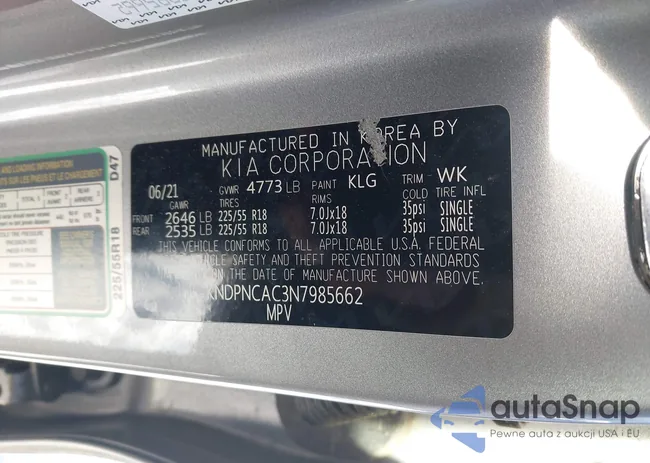 MANUFACTURED IN KOREA BY
KIA CORPORATION
06/21 GVWR 4773 LB PAINT KLG TRIM WK
GAWR TIRES RIMS COLD TIRE INFL
FRONT 2646 LB 225/55 R18 7.0Jx18 35psi SINGLE
REAR 2535 LB 225/55 R18 7.0Jx18 35psi SINGLE
THIS VEHICLE CONFORMS TO ALL APPLICABLE U.S.A. FEDERAL
VEHICLE SAFETY AND THEFT PREVENTION STANDARDS
IN EFFECT ON THE DATE OF MANUFACTURE SHOWN ABOVE.
KNDPNCAC3N7985662
MPV
D47
225/55R18
autaSnap
Pewne auta z aukcji USA i EU